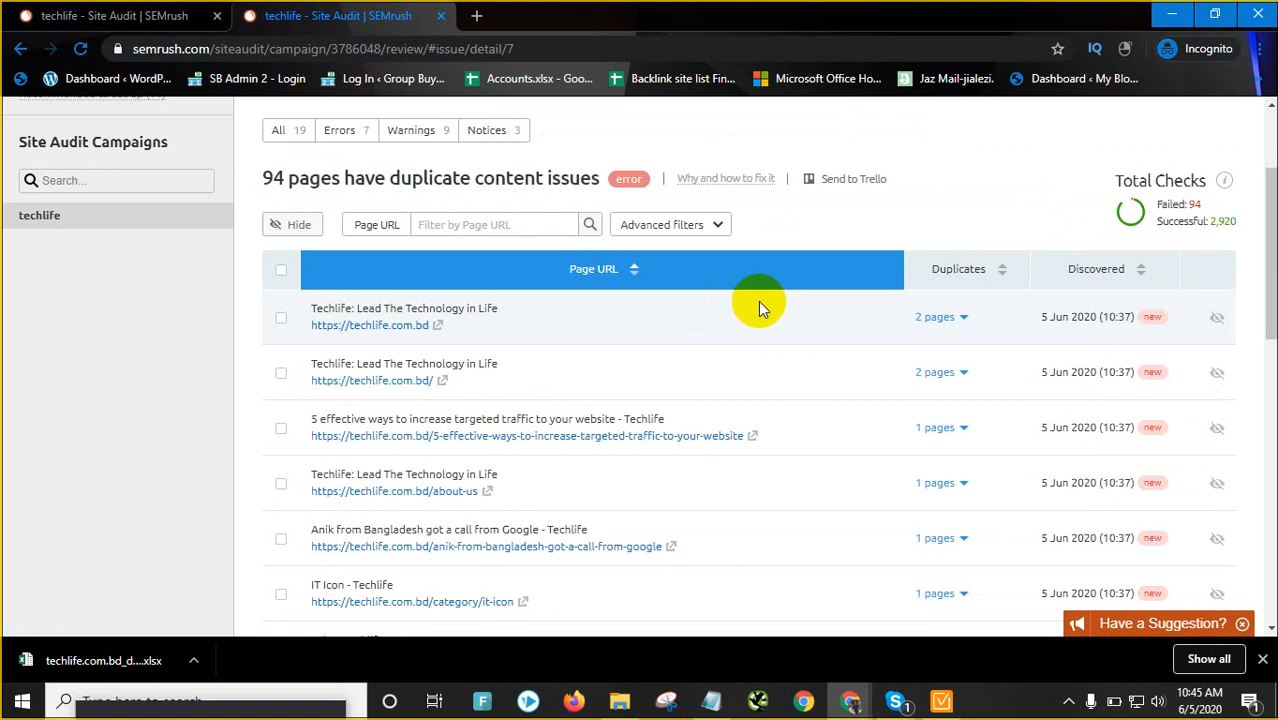 techlife - Site Audit | SEMrush
techlife - Site Audit | SEMrush
semrush.com/siteaudit/campaign/3786048/review/#issue/detail/7
IQ
Incognito
Dashboard ‹ WordP...
SB Admin 2 - Login
Log In ‹ Group Buy...
Accounts.xlsx - Goo...
Backlink site list Fin...
Microsoft Office Ho...
Jaz Mail-jialezi.
Dashboard ‹ My Blo...
Site Audit Campaigns
Search...
techlife
All 19
Errors 7
Warnings 9
Notices 3
94 pages have duplicate content issues
error
Why and how to fix it
Send to Trello
Total Checks
Failed: 94
Successful: 2,920
Hide
Page URL
Filter by Page URL
Advanced filters
Page URL
Duplicates
Discovered
Techlife: Lead The Technology in Life
https://techlife.com.bd
2 pages
5 Jun 2020 (10:37)
new
Techlife: Lead The Technology in Life
https://techlife.com.bd/
2 pages
5 Jun 2020 (10:37)
new
5 effective ways to increase targeted traffic to your website - Techlife
https://techlife.com.bd/5-effective-ways-to-increase-targeted-traffic-to-your-website
1 pages
5 Jun 2020 (10:37)
new
Techlife: Lead The Technology in Life
https://techlife.com.bd/about-us
1 pages
5 Jun 2020 (10:37)
new
Anik from Bangladesh got a call from Google - Techlife
https://techlife.com.bd/anik-from-bangladesh-got-a-call-from-google
1 pages
5 Jun 2020 (10:37)
new
IT Icon - Techlife
https://techlife.com.bd/category/it-icon
1 pages
5 Jun 2020 (10:37)
new
Have a Suggestion?
techlife.com.bd_d....xlsx
Show all
Type here to search
10:45 AM
6/5/2020